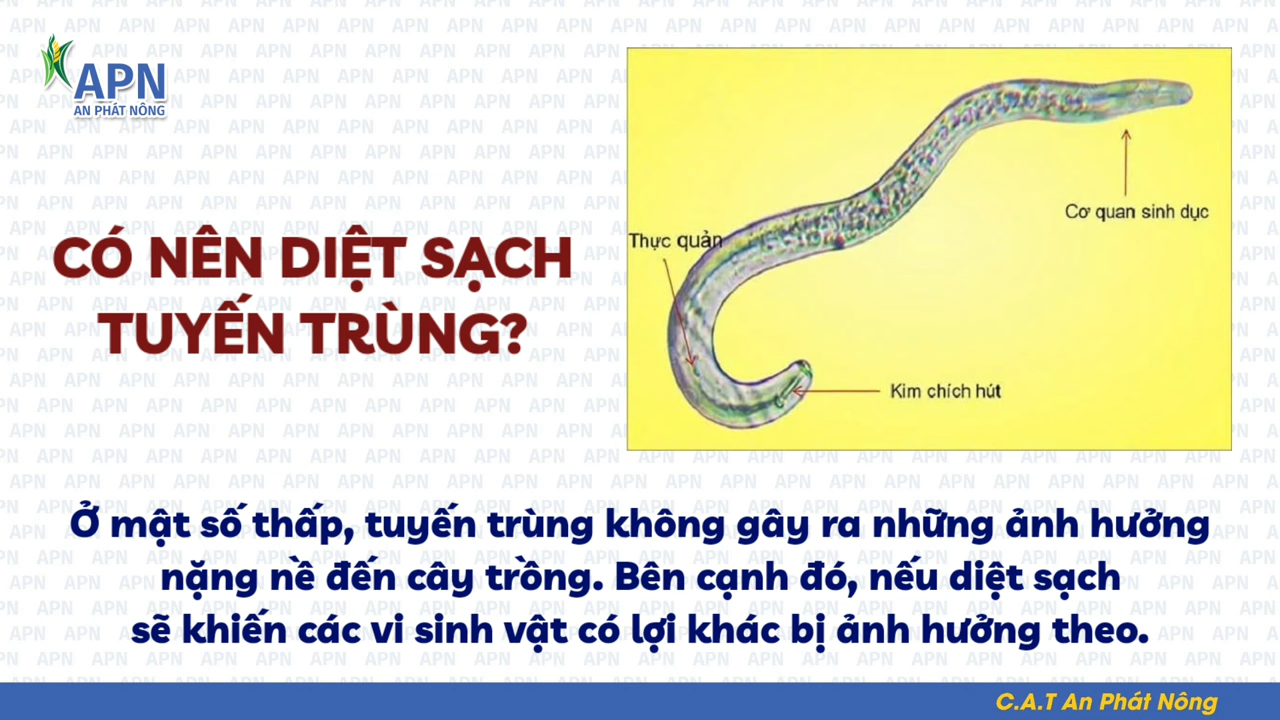 APN
AN PHÁT NÔNG
CÓ NÊN DIỆT SẠCH
TUYẾN TRÙNG?
Cơ quan sinh dục
Thực quản
Kim chích hút
Ở mật số thấp, tuyến trùng không gây ra những ảnh hưởng
nặng nề đến cây trồng. Bên cạnh đó, nếu diệt sạch
sẽ khiến các vi sinh vật có lợi khác bị ảnh hưởng theo.
C.A.T An Phát Nông